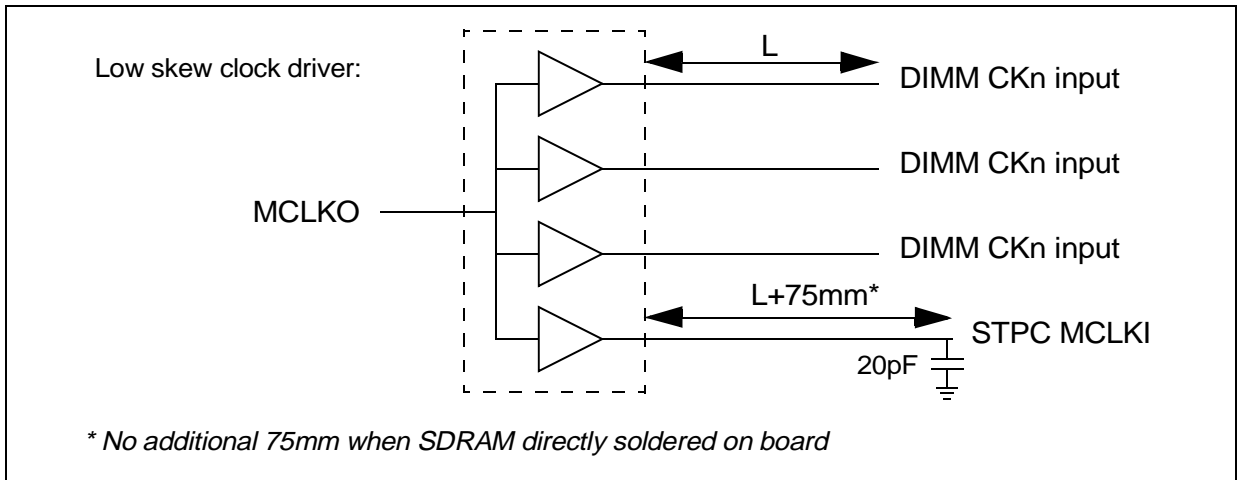 L
Low skew clock driver:
DIMM CKn input
DIMM CKn input
MCLKO
DIMM CKn input
L+75mm*
STPC MCLKI
20pF
* No additional 75mm when SDRAM directly soldered on board